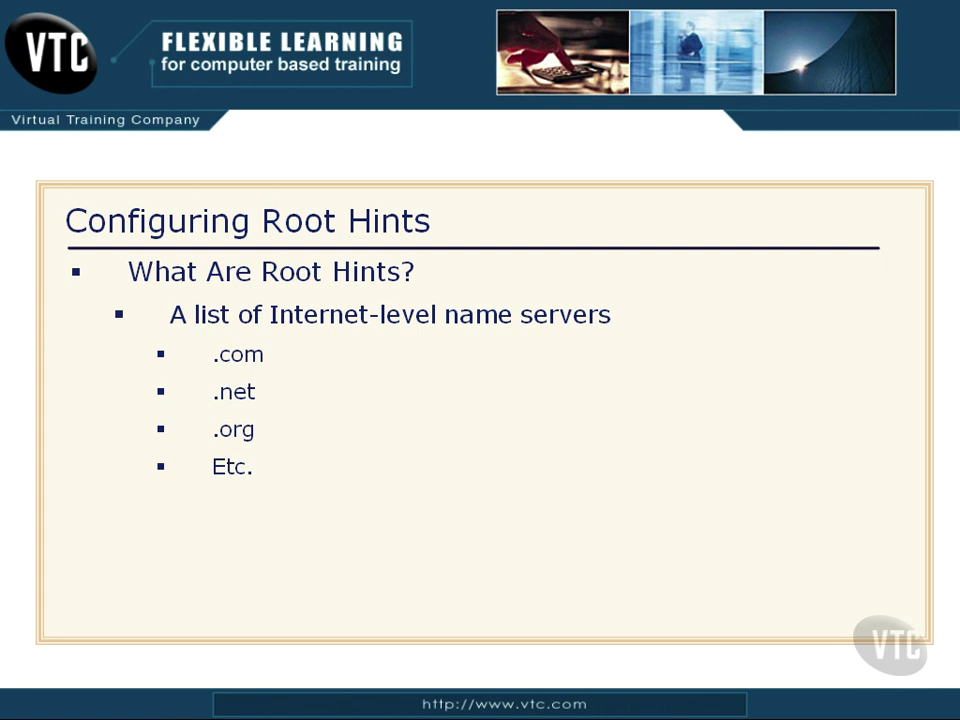 VTC
FLEXIBLE LEARNING
for computer based training
Virtual Training Company
Configuring Root Hints
▪ What Are Root Hints?
▪ A list of Internet-level name servers
▪ .com
▪ .net
▪ .org
▪ Etc.
VTC
http://www.vtc.com